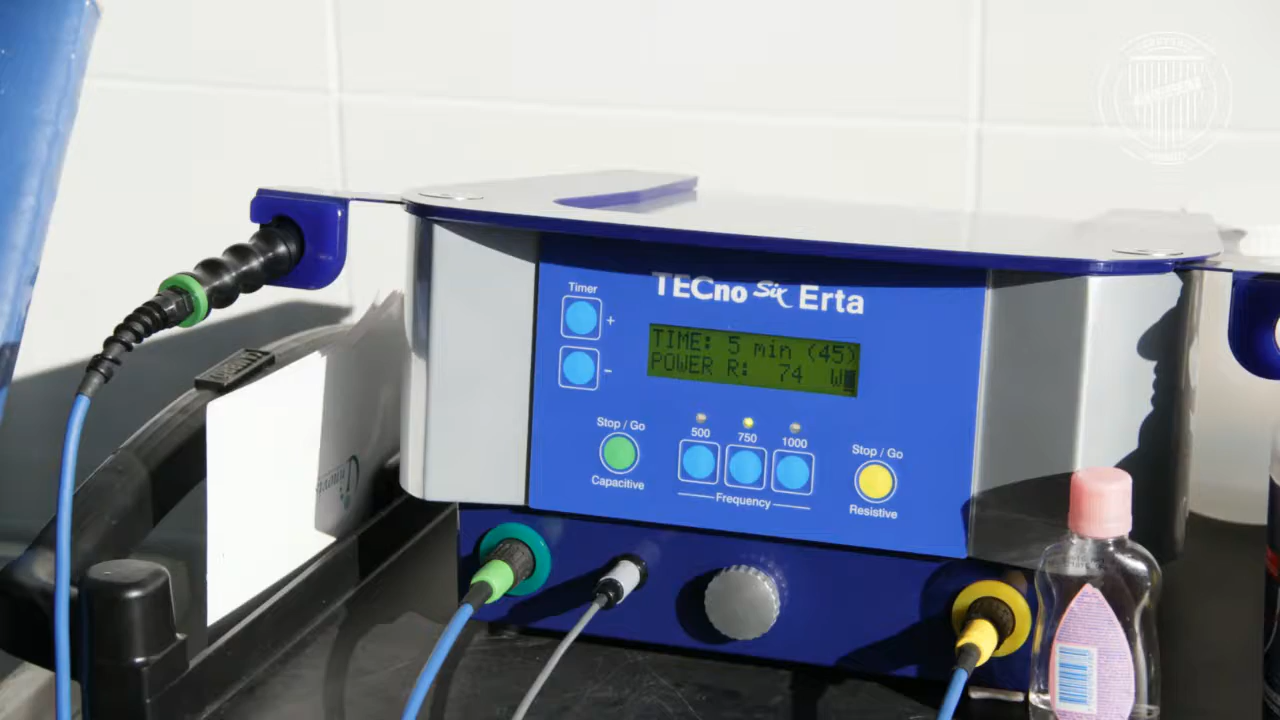 TECno Six Erta
Timer
+
-
TIME: 5 min (45)
POWER R: 74 W
Stop / Go
Capacitive
500
750
1000
Frequency
Stop / Go
Resistive